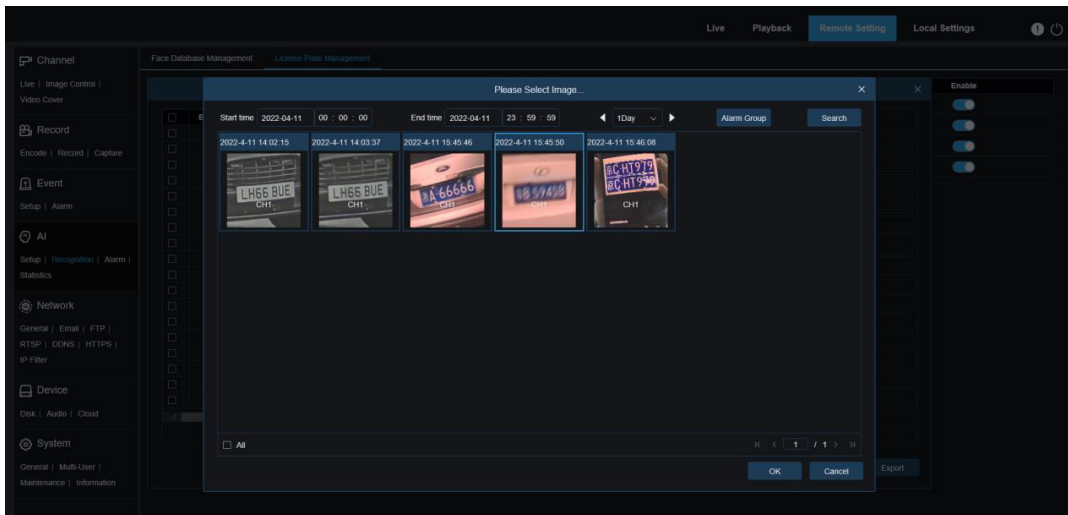 Live Playback Remote Setting Local Settings
Channel
Live | Image Control |
Video Cover
Record
Encode | Record | Capture
Event
Setup | Alarm
AI
Setup | Recognition | Alarm |
Statistics
Network
General | Email | FTP |
RTSP | DDNS | HTTPS |
IP Filter
Device
Disk | Audio | Cloud
System
General | Multi-User |
Maintenance | Information
Face Database Management License Plate Management
Enable
Please Select Image...
Start time 2022-04-11 00 : 00 : 00 End time 2022-04-11 23 : 59 : 59 1Day Alarm Group Search
2022-4-11 14:02:15 2022-4-11 14:03:37 2022-4-11 15:45:46 2022-4-11 15:45:50 2022-4-11 15:46:08
LH66 BUE LH66 BUE A·66666
C·HT979
CH1 CH1 CH1 CH1 CH1
All 1 / 1
OK Cancel
Export